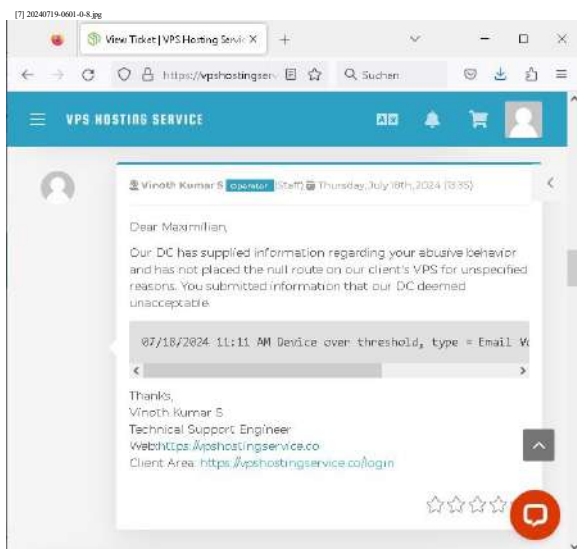 [7] 20240719-0601-0-8.jpg
View Ticket | VPS Hosting Servic
https://vpshostingser
Suchen
VPS HOSTING SERVICE
Vinoth Kumar S Operator (Staff) Thursday, July 18th, 2024 (13:35)
Dear Maximilian,
Our DC has supplied information regarding your abusive behavior
and has not placed the null route on our client's VPS for unspecified
reasons. You submitted information that our DC deemed
unacceptable
07/18/2024 11:11 AM Device over threshold, type = Email
Thanks,
Vinoth Kumar S
Technical Support Engineer
Web:https://vpshostingservice.co
Client Area: https://vpshostingservice.co/login